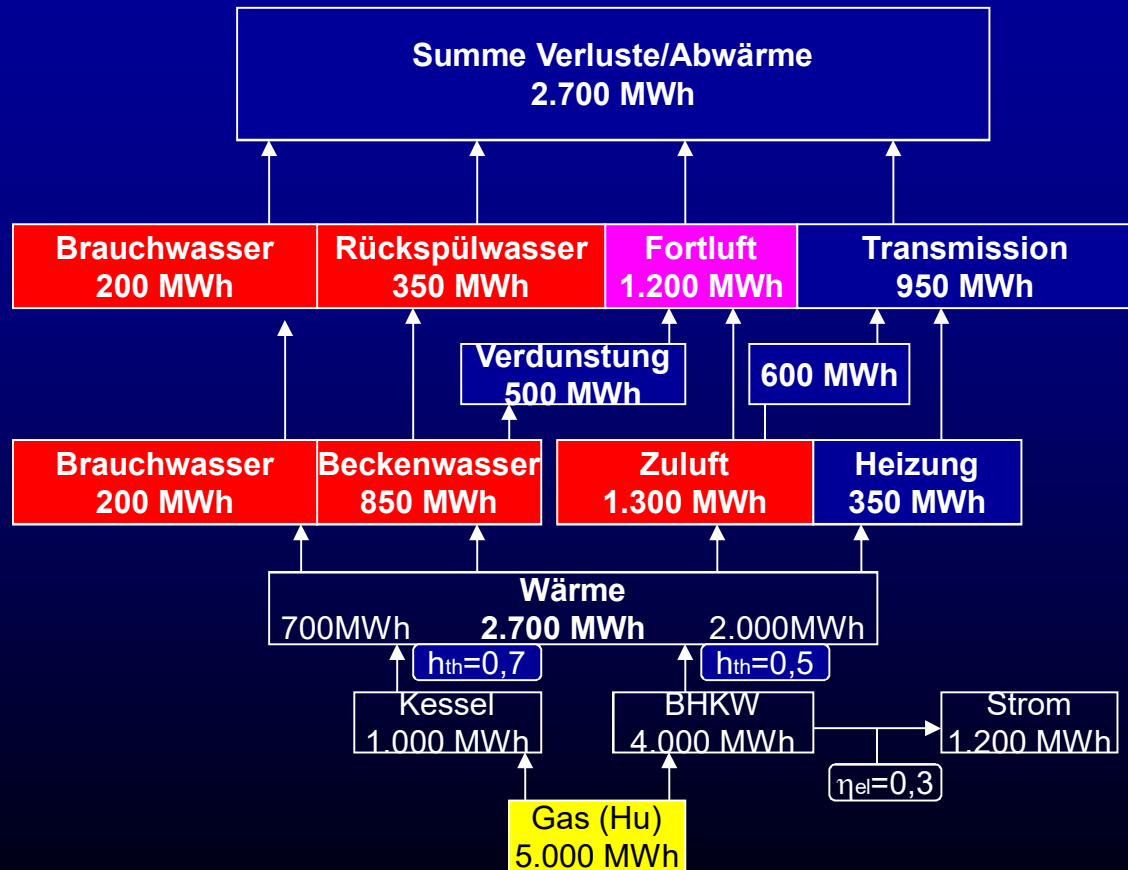 Summe Verluste/Abwärme
2.700 MWh
Brauchwasser
200 MWh
Rückspülwasser
350 MWh
Fortluft
1.200 MWh
Transmission
950 MWh
Verdunstung
500 MWh
600 MWh
Brauchwasser
200 MWh
Beckenwasser
850 MWh
Zuluft
1.300 MWh
Heizung
350 MWh
Wärme
700MWh 2.700 MWh 2.000MWh
hth=0,7
hth=0,5
Kessel
1.000 MWh
BHKW
4.000 MWh
Strom
1.200 MWh
ηel=0,3
Gas (Hu)
5.000 MWh